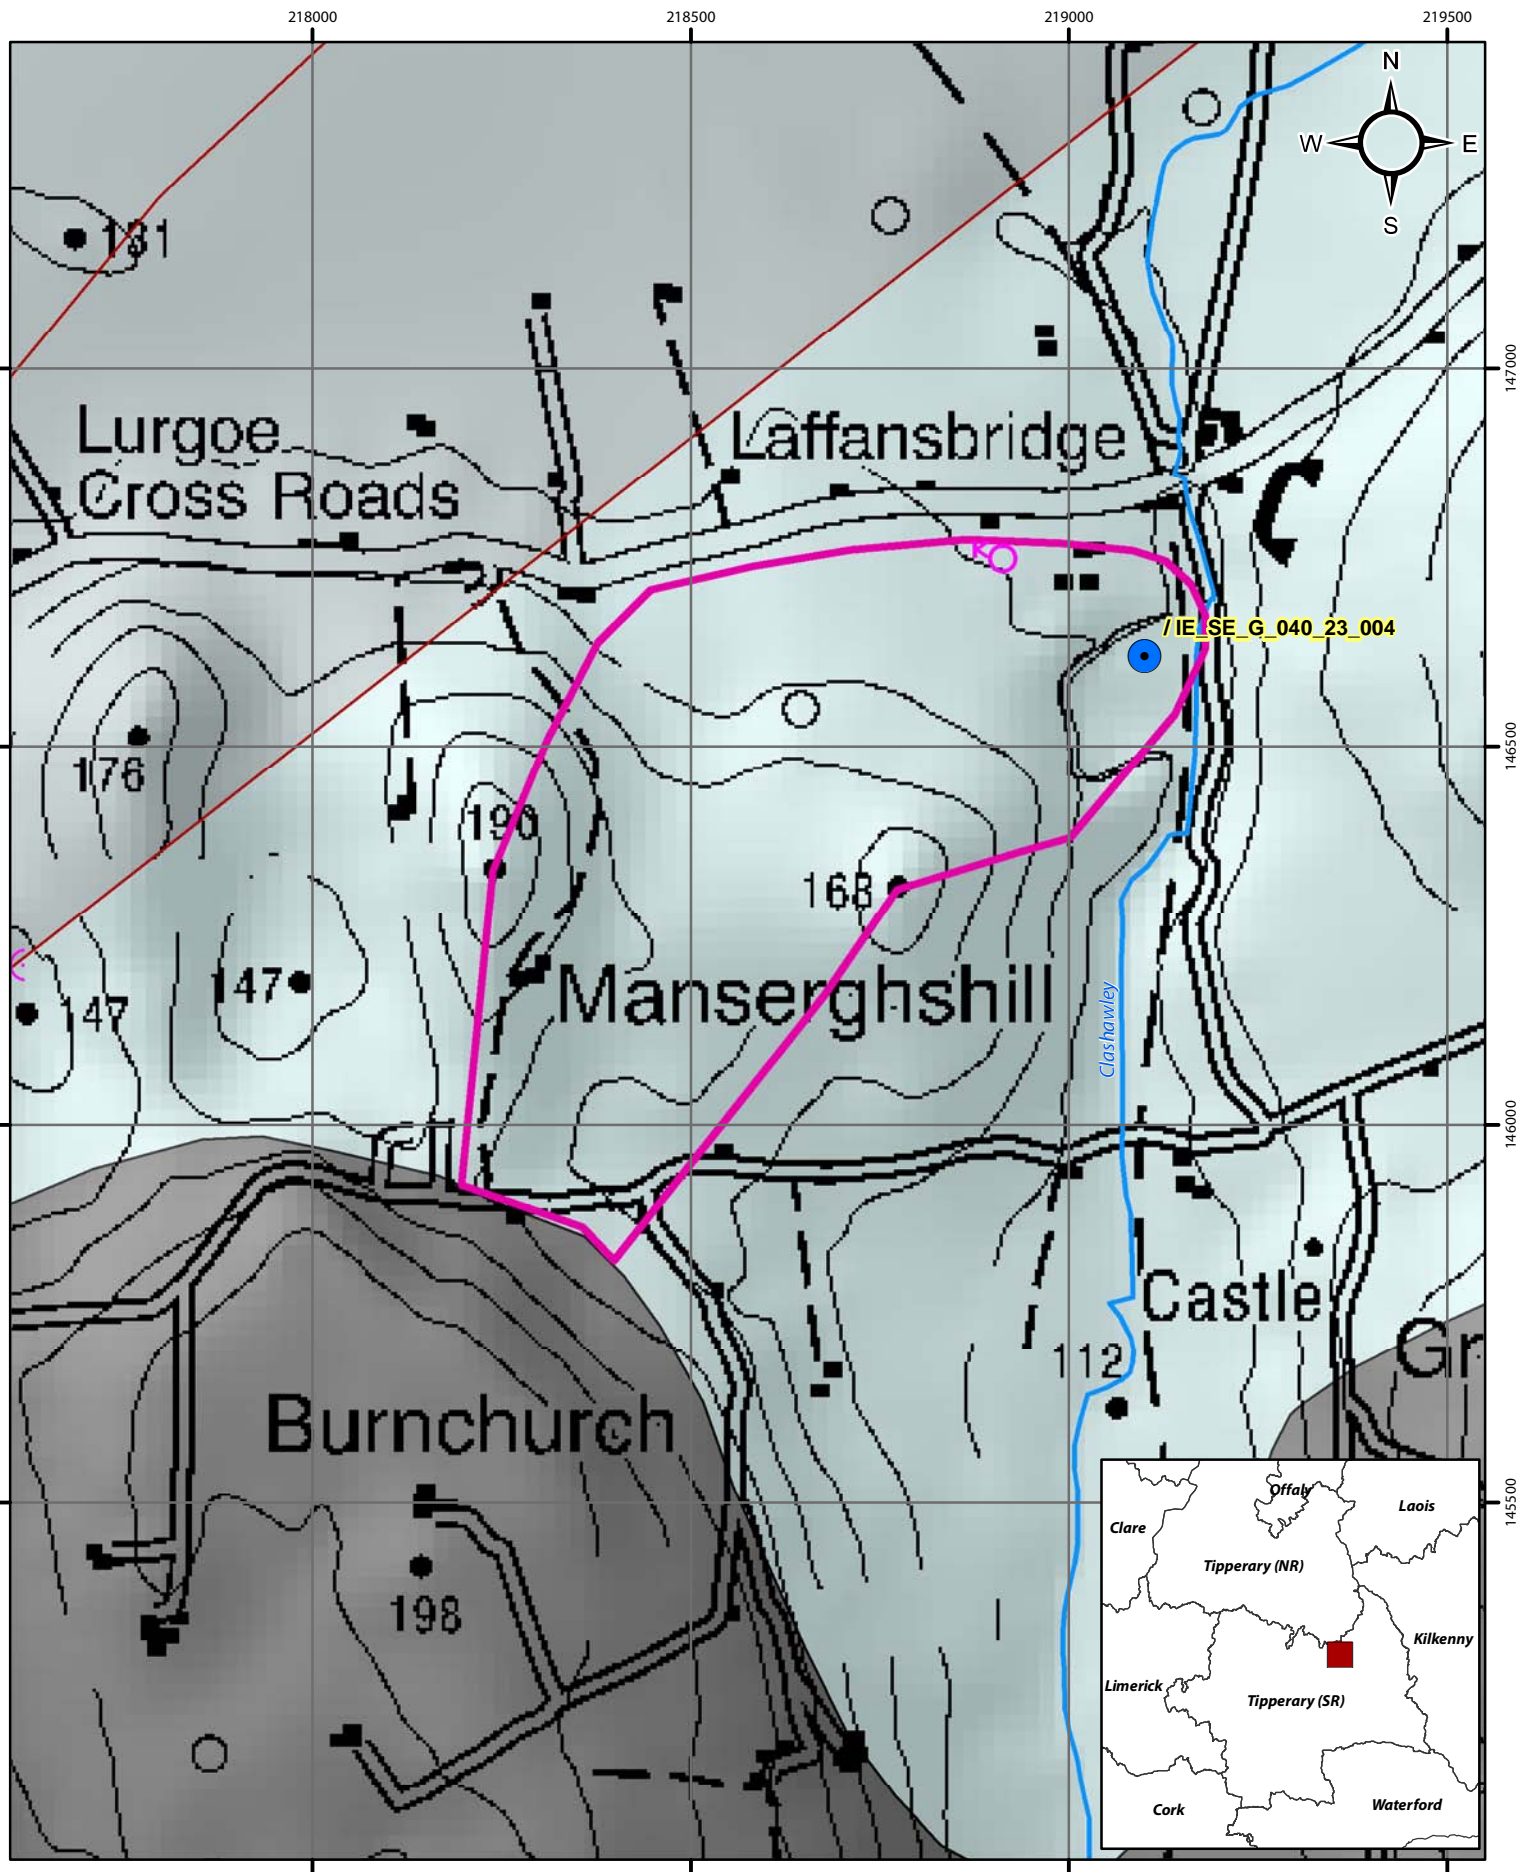 218000
218500
219000
219500
N
W
E
S
131
147000
Lurgoe
Cross Roads
Laffansbridge
/ IE_SE_G_040_23_004
146500
176
190
168
147
147
Manserghshill
Clashawley
146000
Castle
112
Gr
Burnchurch
145500
198
Offaly
Laois
Clare
Tipperary (NR)
Kilkenny
Limerick
Tipperary (SR)
Cork
Waterford